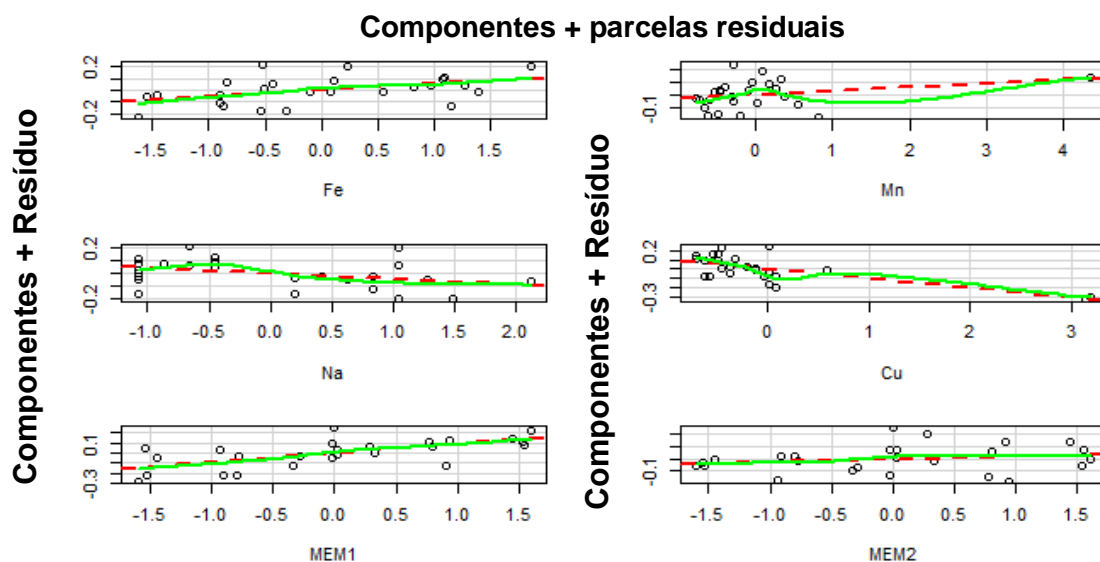 Componentes + parcelas residuais
Componentes + Resíduo
Componentes + Resíduo
0.2
-0.2
-1.5 -1.0 -0.5 0.0 0.5 1.0 1.5
Fe
-0.1
0 1 2 3 4
Mn
0.2
-0.2
-1.0 -0.5 0.0 0.5 1.0 1.5 2.0
Na
0.2
-0.3
0 1 2 3
Cu
0.1
-0.3
-1.5 -1.0 -0.5 0.0 0.5 1.0 1.5
MEM1
-0.1
-1.5 -1.0 -0.5 0.0 0.5 1.0 1.5
MEM2